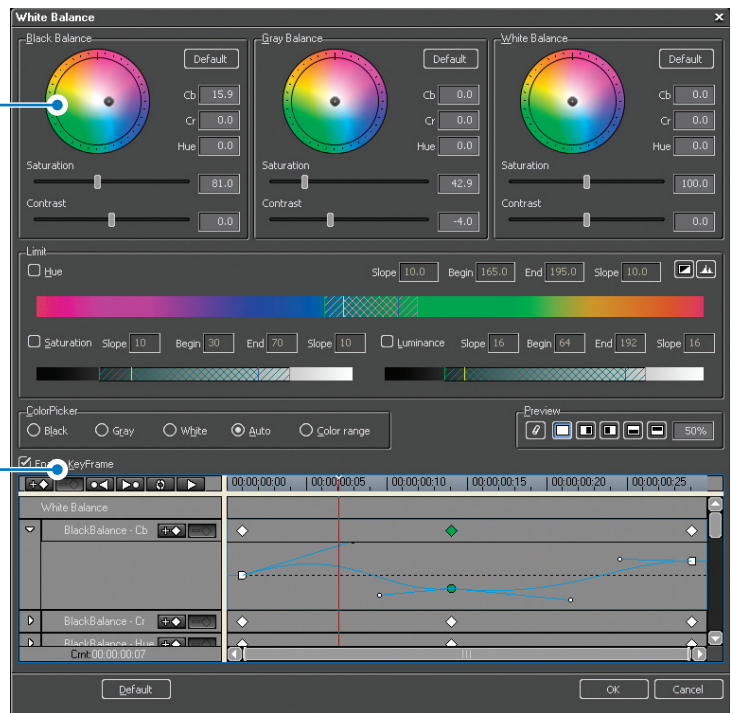 White Balance
Black Balance
Default
Cb 15.9
Cr 0.0
Hue 0.0
Saturation
81.0
Contrast
0.0
Gray Balance
Default
Cb 0.0
Cr 0.0
Hue 0.0
Saturation
42.9
Contrast
-4.0
White Balance
Default
Cb 0.0
Cr 0.0
Hue 0.0
Saturation
100.0
Contrast
0.0
Limit
Hue Slope 10.0 Begin 165.0 End 195.0 Slope 10.0
Saturation Slope 10 Begin 30 End 70 Slope 10
Luminance Slope 16 Begin 64 End 192 Slope 16
ColorPicker
Black Gray White Auto Color range
Preview
50%
KeyFrame
00:00:00:00 00:00:00:05 00:00:00:10 00:00:00:15 00:00:00:20 00:00:00:25
White Balance
BlackBalance - Cb
BlackBalance - Cr
BlackBalance - Hue
Crnt:00:00:00:07
Default OK Cancel